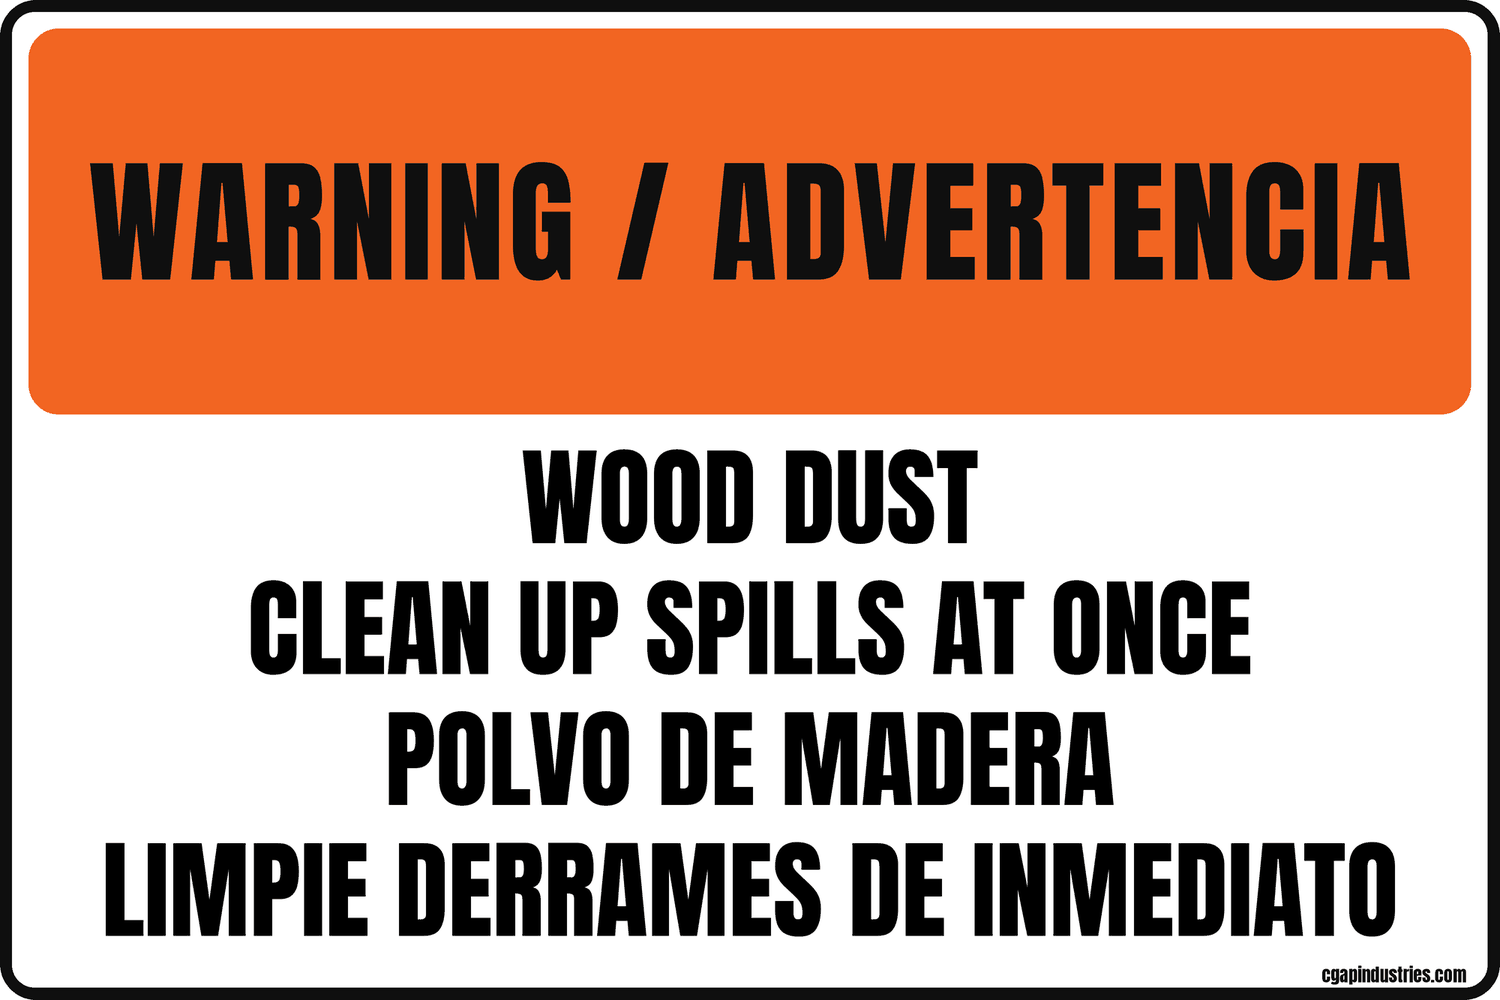 WARNING / ADVERTENCIA
WOOD DUST
CLEAN UP SPILLS AT ONCE
POLVO DE MADERA
LIMPIE DERRAMES DE INMEDIATO
cgapindustries.com